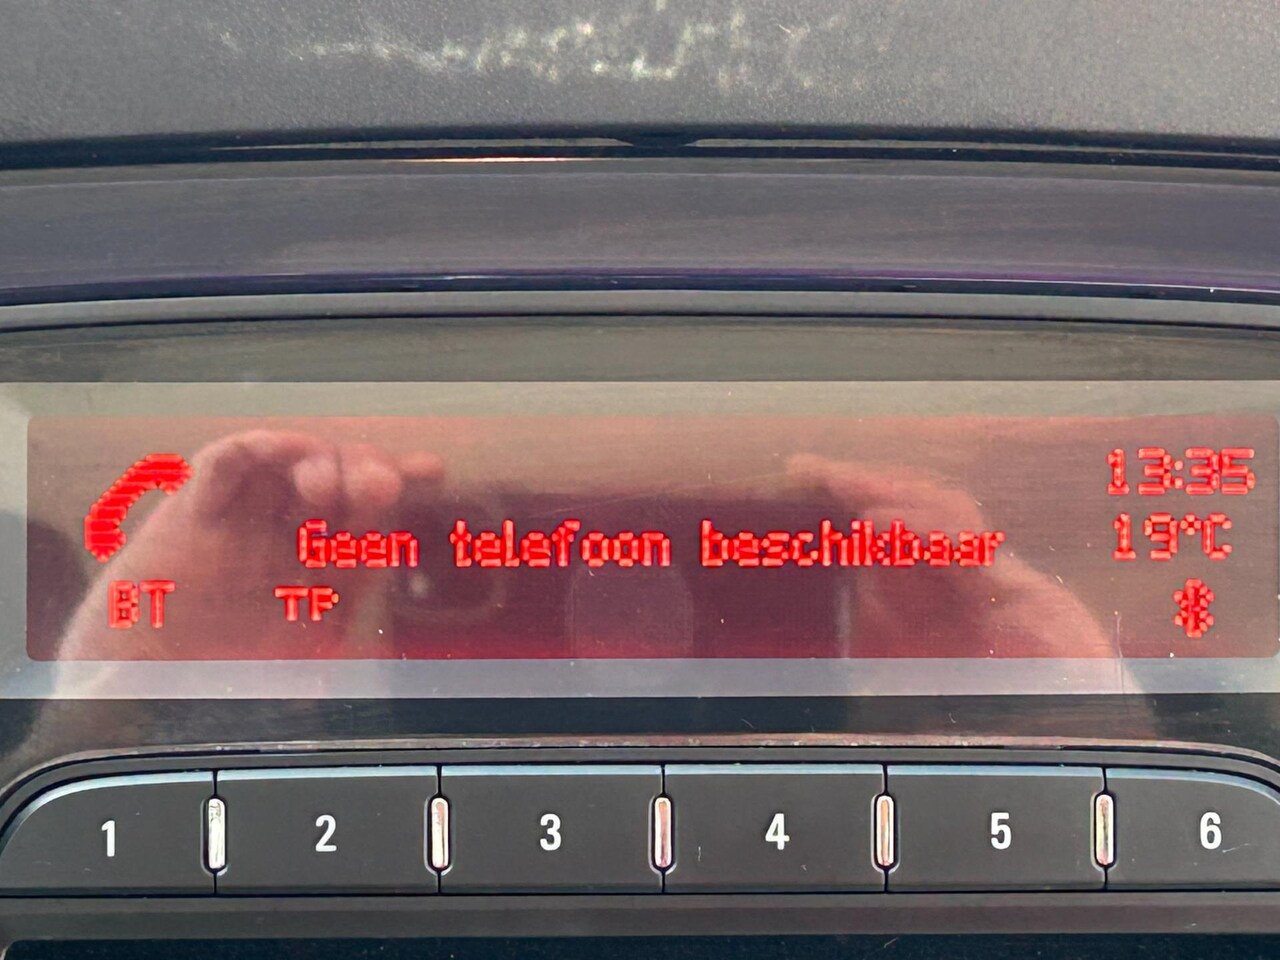 13:35
19°C
Geen telefoon beschikbaar
BT TP
1 2 3 4 5 6